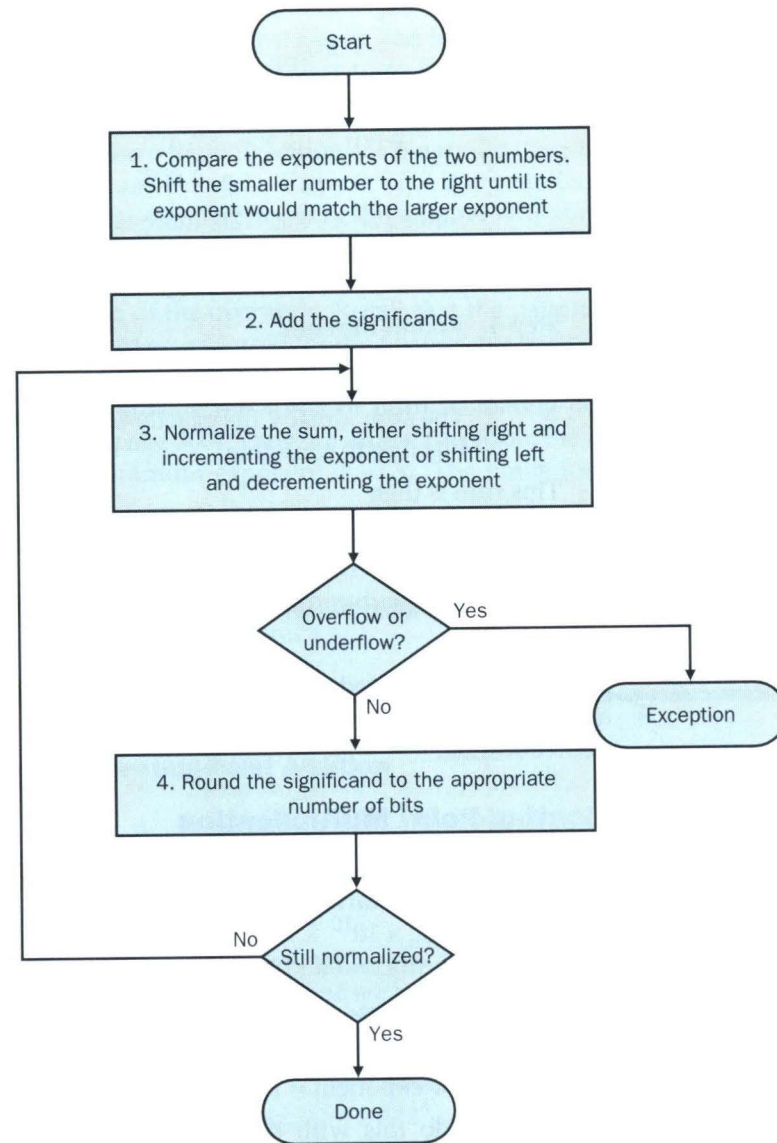 Start
1. Compare the exponents of the two numbers.
Shift the smaller number to the right until its
exponent would match the larger exponent
2. Add the significands
3. Normalize the sum, either shifting right and
incrementing the exponent or shifting left
and decrementing the exponent
Overflow or
underflow?
Yes
No
Exception
4. Round the significand to the appropriate
number of bits
No
Still normalized?
Yes
Done